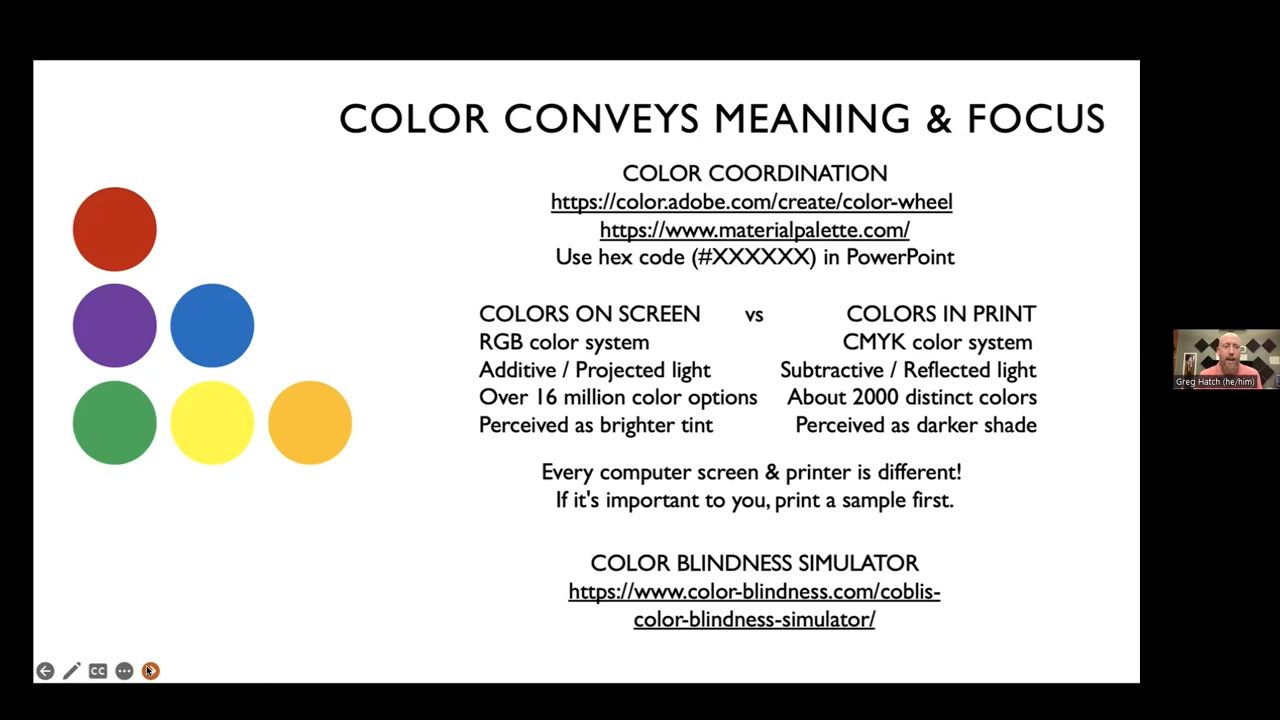 COLOR CONVEYS MEANING & FOCUS
COLOR COORDINATION
https://color.adobe.com/create/color-wheel
https://www.materialpalette.com/
Use hex code (#XXXXXX) in PowerPoint
COLORS ON SCREEN vs COLORS IN PRINT
RGB color system CMYK color system
Additive / Projected light Subtractive / Reflected light
Over 16 million color options About 2000 distinct colors
Perceived as brighter tint Perceived as darker shade
Every computer screen & printer is different!
If it's important to you, print a sample first.
COLOR BLINDNESS SIMULATOR
https://www.color-blindness.com/coblis-
color-blindness-simulator/
Greg Hatch (he/him)
CC